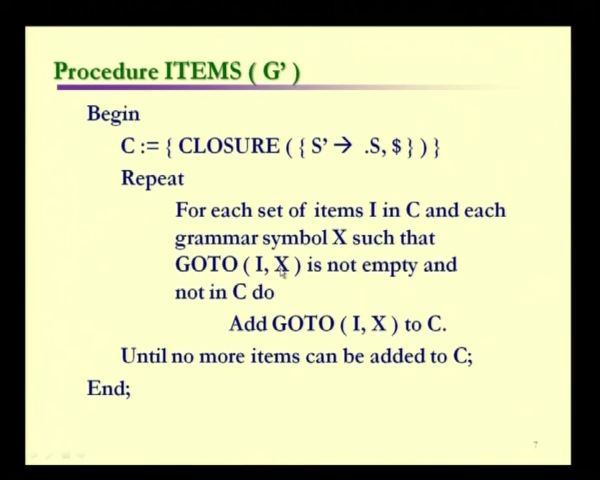 Procedure ITEMS ( G’ )
Begin
C := { CLOSURE ( { S’ → .S, $ } ) }
Repeat
For each set of items I in C and each
grammar symbol X such that
GOTO ( I, X ) is not empty and
not in C do
Add GOTO ( I, X ) to C.
Until no more items can be added to C;
End;
7